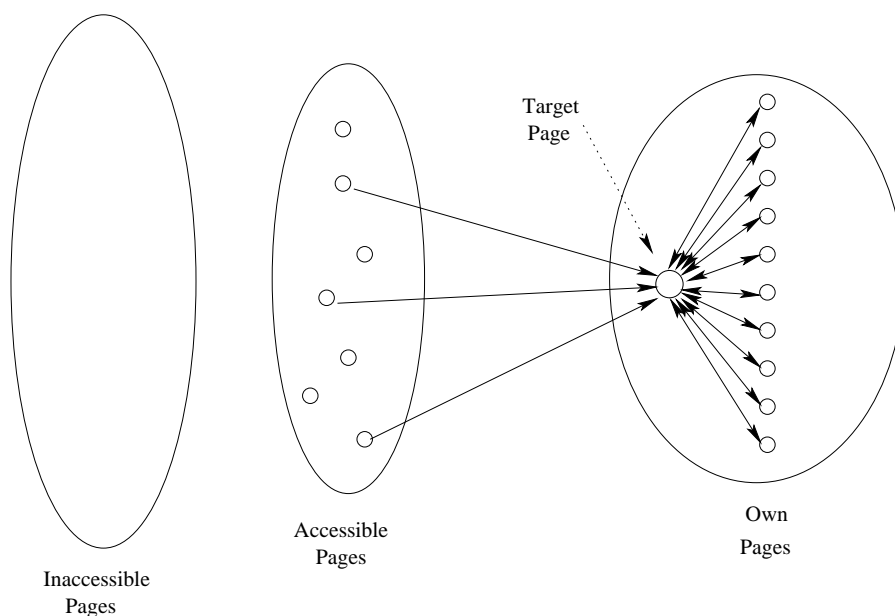 Target
Page
Accessible
Pages
Own
Pages
Inaccessible
Pages